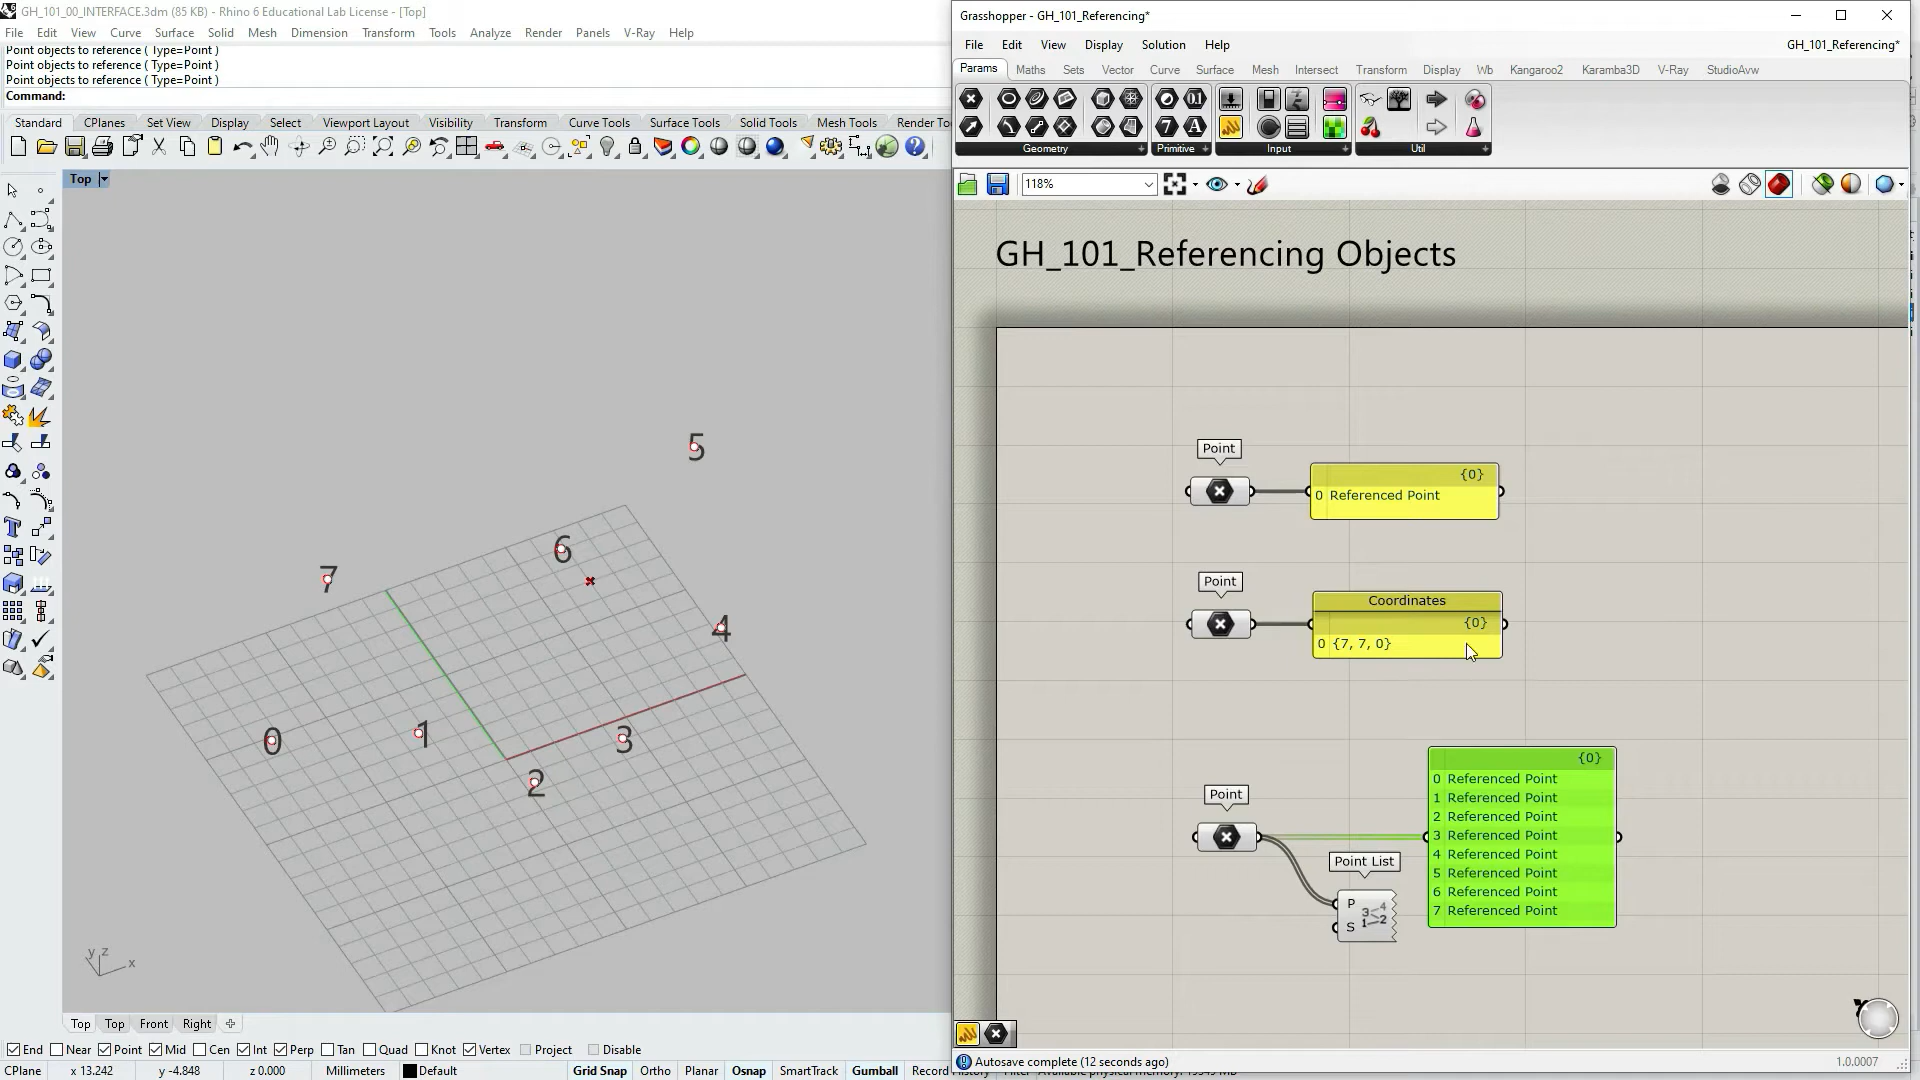 GH_101_00_INTERFACE.3dm (85 KB) - Rhino 6 Educational Lab License - [Top]
File Edit View Curve Surface Solid Mesh Dimension Transform Tools Analyze Render Panels V-Ray Help
Point objects to reference ( Type=Point )
Point objects to reference ( Type=Point )
Point objects to reference ( Type=Point )
Command:
Standard CPlanes Set View Display Select Viewport Layout Visibility Transform Curve Tools Surface Tools Solid Tools Mesh Tools Render To
Top
5
6
7
4
0
1
3
2
y z x
Top Top Front Right
End Near Point Mid Cen Int Perp Tan Quad Knot Vertex Project Disable
CPlane x 13.242 y -4.848 z 0.000 Millimeters Default Grid Snap Ortho Planar Osnap SmartTrack Gumball Record
Grasshopper - GH_101_Referencing*
File Edit View Display Solution Help GH_101_Referencing*
Params Maths Sets Vector Curve Surface Mesh Intersect Transform Display Wb Kangaroo2 Karamba3D V-Ray StudioAvw
Geometry Primitive Input Util
118%
GH_101_Referencing Objects
Point
{0}
0 Referenced Point
Point
Coordinates
{0}
0 {7, 7, 0}
Point
{0}
0 Referenced Point
1 Referenced Point
2 Referenced Point
3 Referenced Point
4 Referenced Point
5 Referenced Point
6 Referenced Point
7 Referenced Point
Point List
P
S
3 4
1 2
Autosave complete (12 seconds ago) 1.0.0007